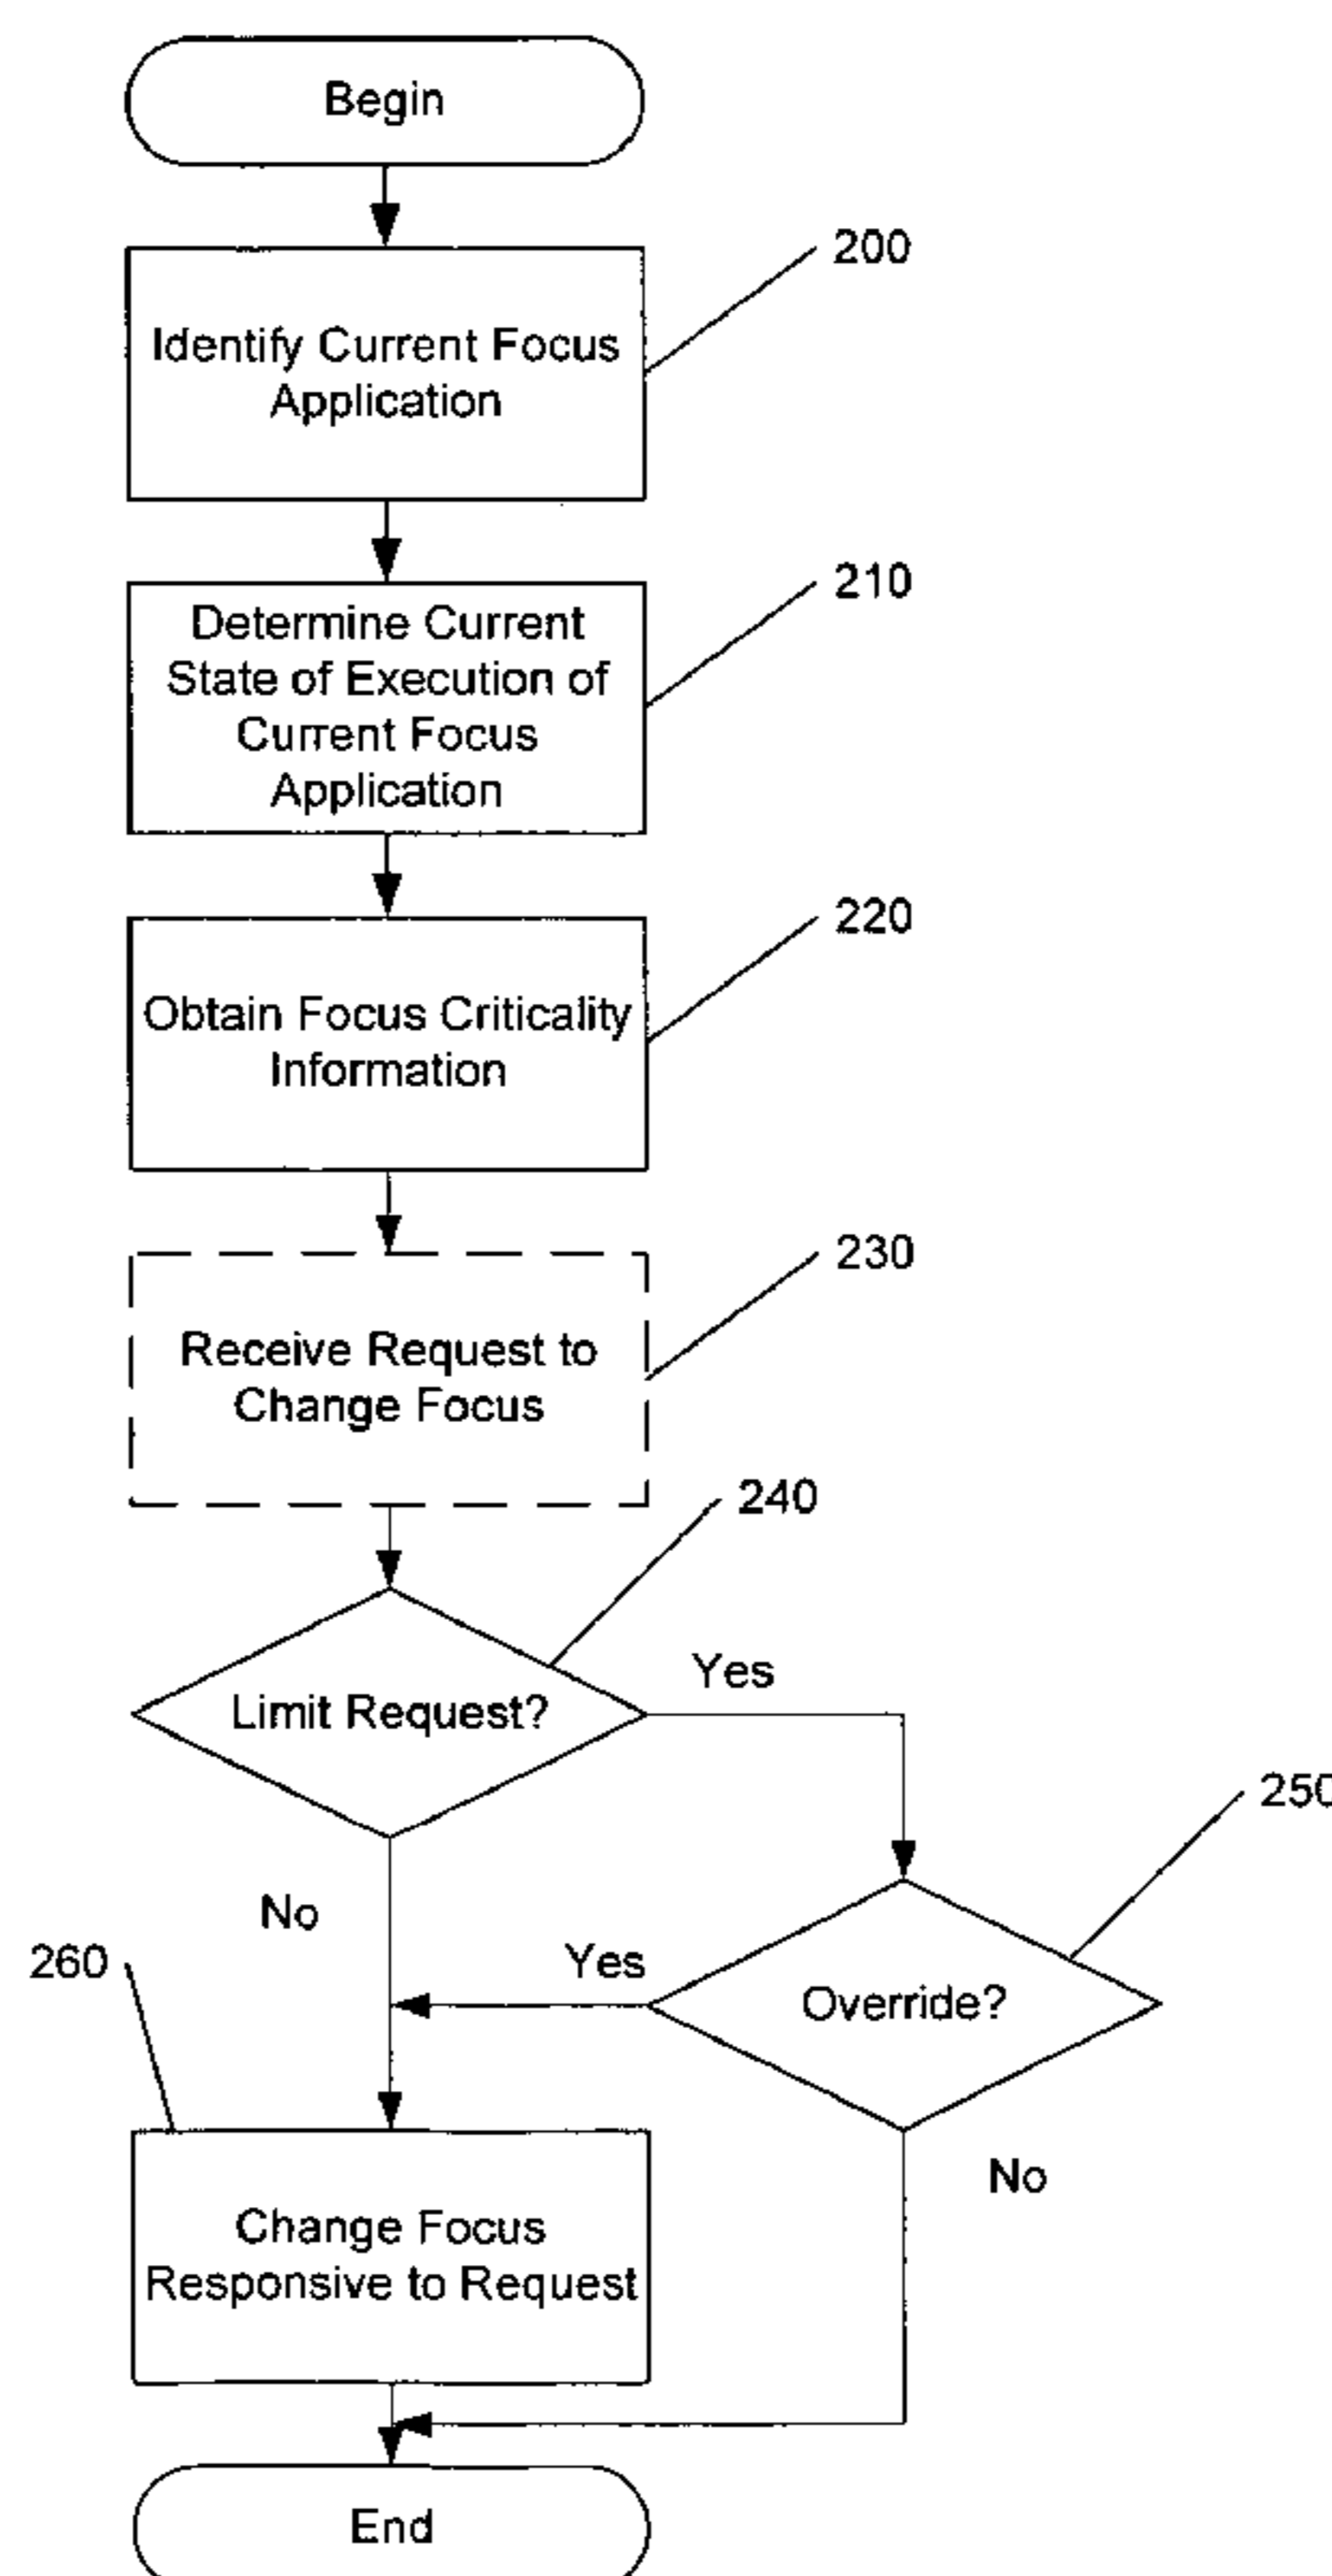 Begin
200
Identify Current Focus
Application
210
Determine Current
State of Execution of
Current Focus
Application
220
Obtain Focus Criticality
Information
230
Receive Request to
Change Focus
240
Limit Request?
Yes
250
No
260
Yes
Override?
No
Change Focus
Responsive to Request
End